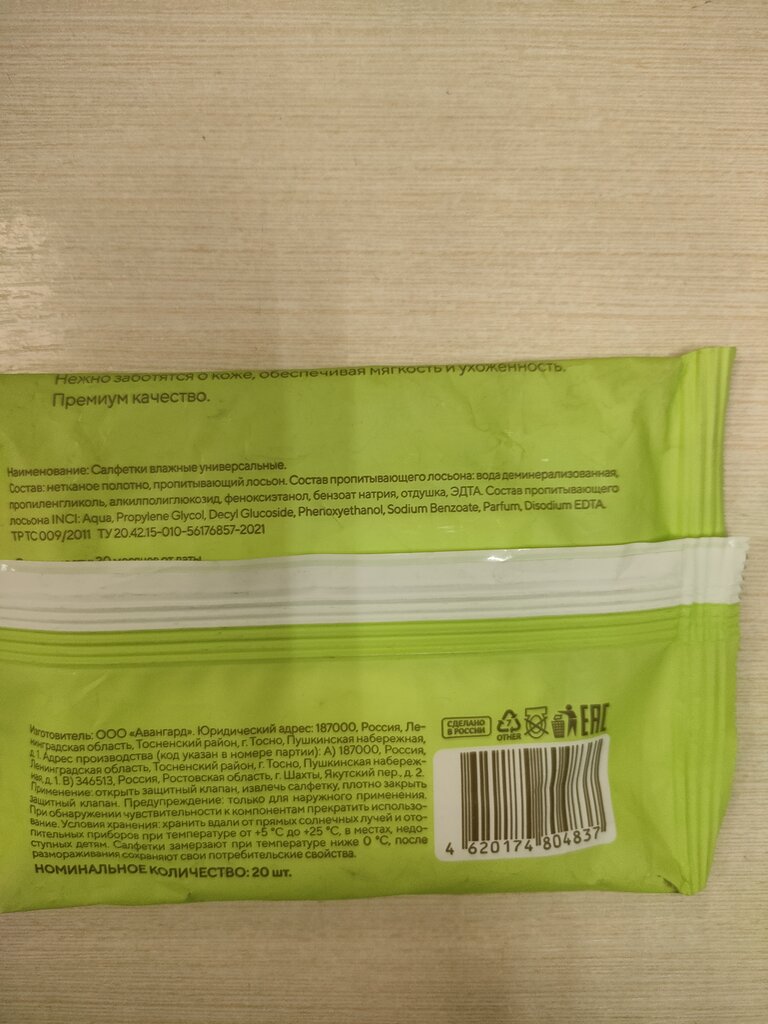 Нежно заботятся о коже, обеспечивая мягкость и ухоженность.
Премиум качество.
Наименование: Салфетки влажные универсальные.
Состав: нетканое полотно, пропитывающий лосьон. Состав пропитывающего лосьона: вода деминерализованная,
пропиленгликоль, алкилполиглюкозид, феноксиэтанол, бензоат натрия, отдушка, ЭДТА. Состав пропитывающего
лосьона INCI: Aqua, Propylene Glycol, Decyl Glucoside, Phenoxyethanol, Sodium Benzoate, Parfum, Disodium EDTA.
ТР ТС 009/2011 ТУ 20.42.15-010-56176857-2021
месяцев от даты
Изготовитель: ООО «Авангард». Юридический адрес: 187000, Россия, Ле-
нинградская область, Тосненский район, г. Тосно, Пушкинская набережная,
д. 1. Адрес производства (код указан в номере партии): А) 187000, Россия,
Ленинградская область, Тосненский район, г. Тосно, Пушкинская набереж-
ная, д. 1. В) 346513, Россия, Ростовская область, г. Шахты, Якутский пер., д. 2.
Применение: открыть защитный клапан, извлечь салфетку, плотно закрыть
защитный клапан. Предупреждение: только для наружного применения.
При обнаружении чувствительности к компонентам прекратить использо-
вание. Условия хранения: хранить вдали от прямых солнечных лучей и ото-
пительных приборов при температуре от +5 °C до +25 °C, в местах, недо-
ступных детям. Салфетки замерзают при температуре ниже 0 °C, после
размораживания сохраняют свои потребительские свойства.
НОМИНАЛЬНОЕ КОЛИЧЕСТВО: 20 шт.
СДЕЛАНО
В РОССИИ
7
OTHER
EAC
4 620174 804837